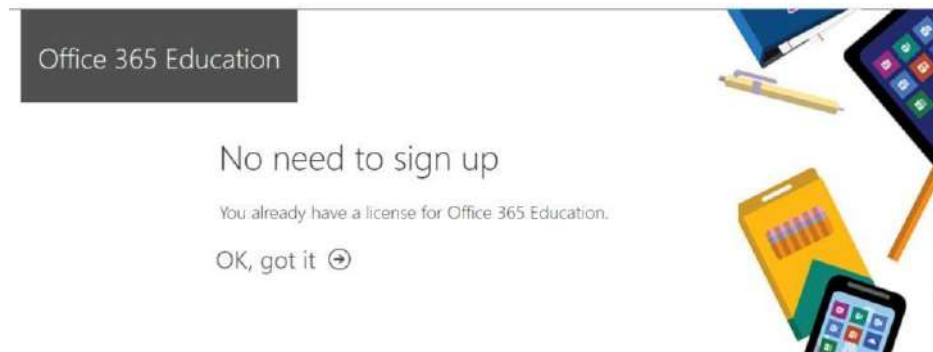 Office 365 Education
No need to sign up
You already have a license for Office 365 Education.
OK, got it